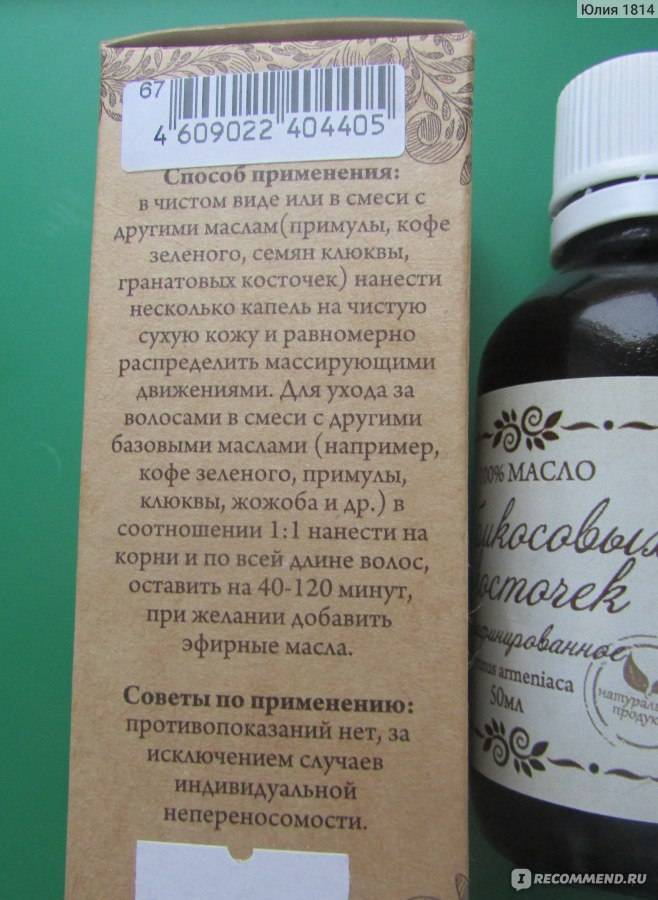 Юлия 1814
67
4 609022 404405
Способ применения:
в чистом виде или в смеси с
другими маслам(примулы, кофе
зеленого, семян клюквы,
гранатовых косточек) нанести
несколько капель на чистую
сухую кожу и равномерно
распределить массирующими
движениями. Для ухода за
волосами в смеси с другими
базовыми маслами (например,
кофе зеленого, примулы,
клюквы, жожоба и др.) в
соотношении 1:1 нанести на
корни и по всей длине волос,
оставить на 40-120 минут,
при желании добавить
эфирные масла.
Советы по применению:
противопоказаний нет, за
исключением случаев
индивидуальной
непереносомости.
МАСЛО
armeniaca
50мл
IRECOMMEND.RU